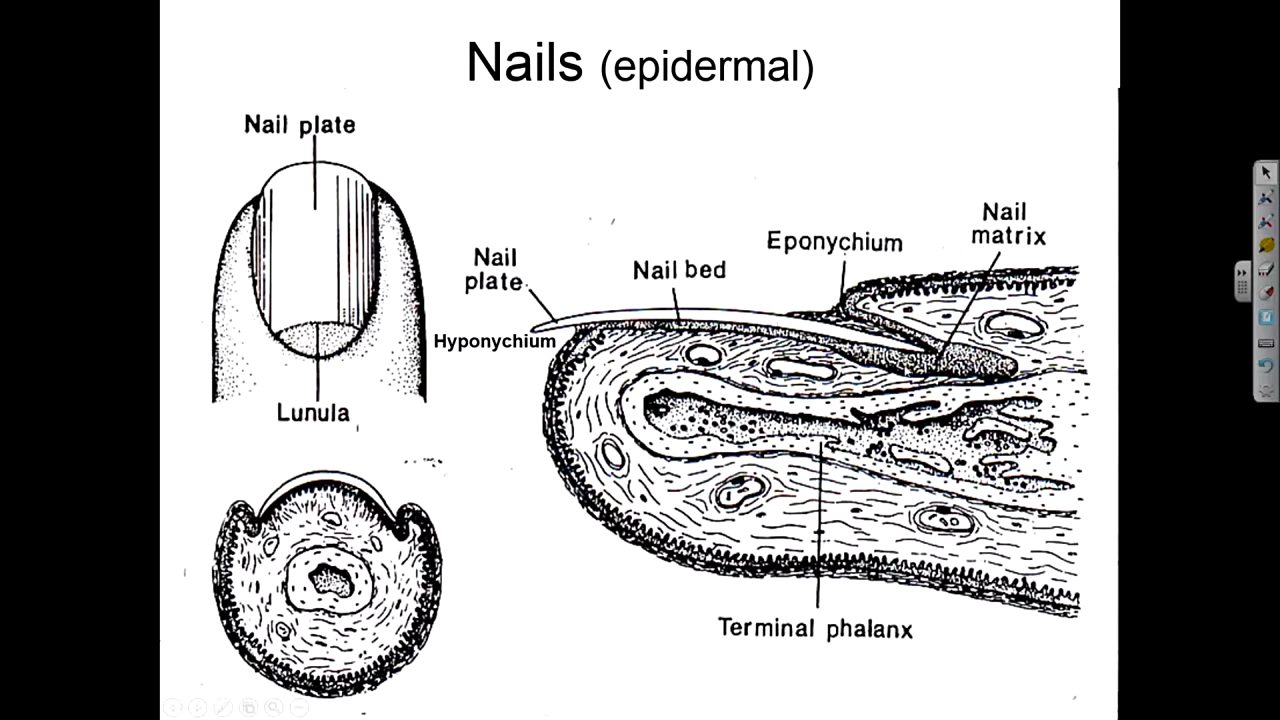 Nails (epidermal)
Nail plate
Lunula
Nail
plate
Hyponychium
Nail bed
Eponychium
Nail
matrix
Terminal phalanx